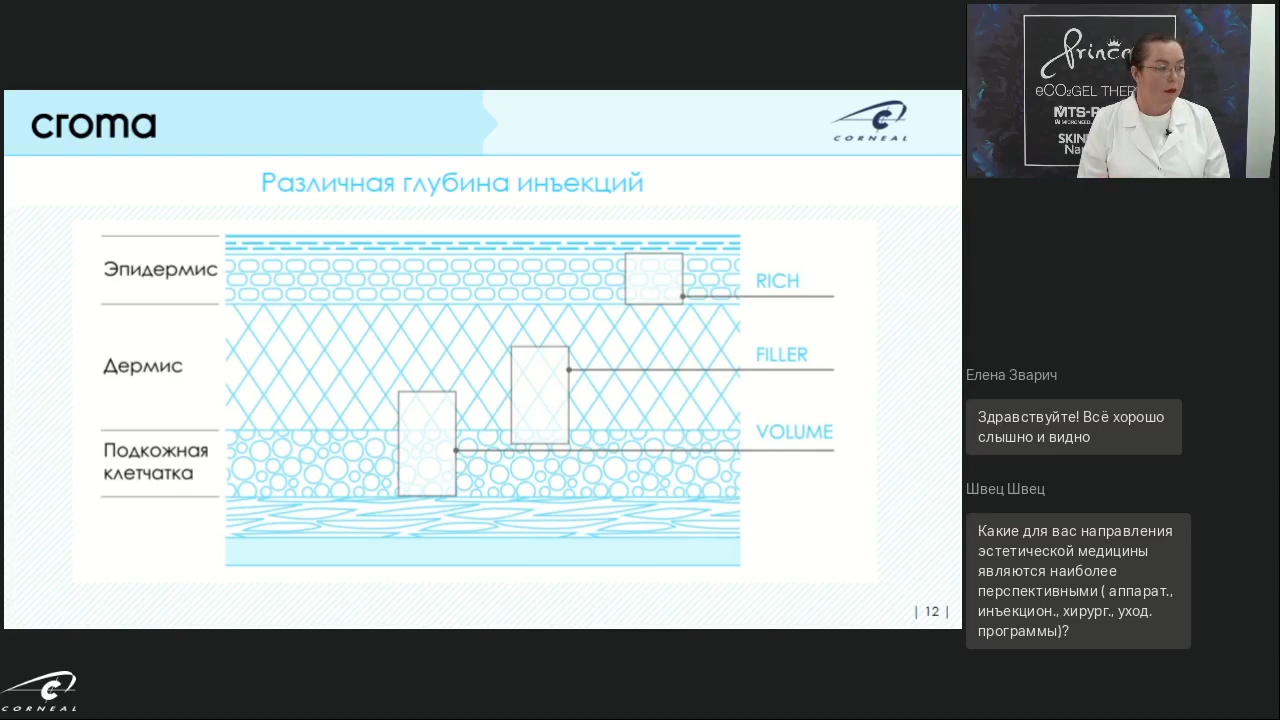 croma
CORNEAL
Различная глубина инъекций
Эпидермис
Дермис
Подкожная
клетчатка
RICH
FILLER
VOLUME
| 12 |
CORNEAL
eCO₂GEL THER
Елена Зварич
Здравствуйте! Всё хорошо
слышно и видно
Швец Швец
Какие для вас направления
эстетической медицины
являются наиболее
перспективными ( аппарат.,
инъекцион., хирург., уход.
программы)?